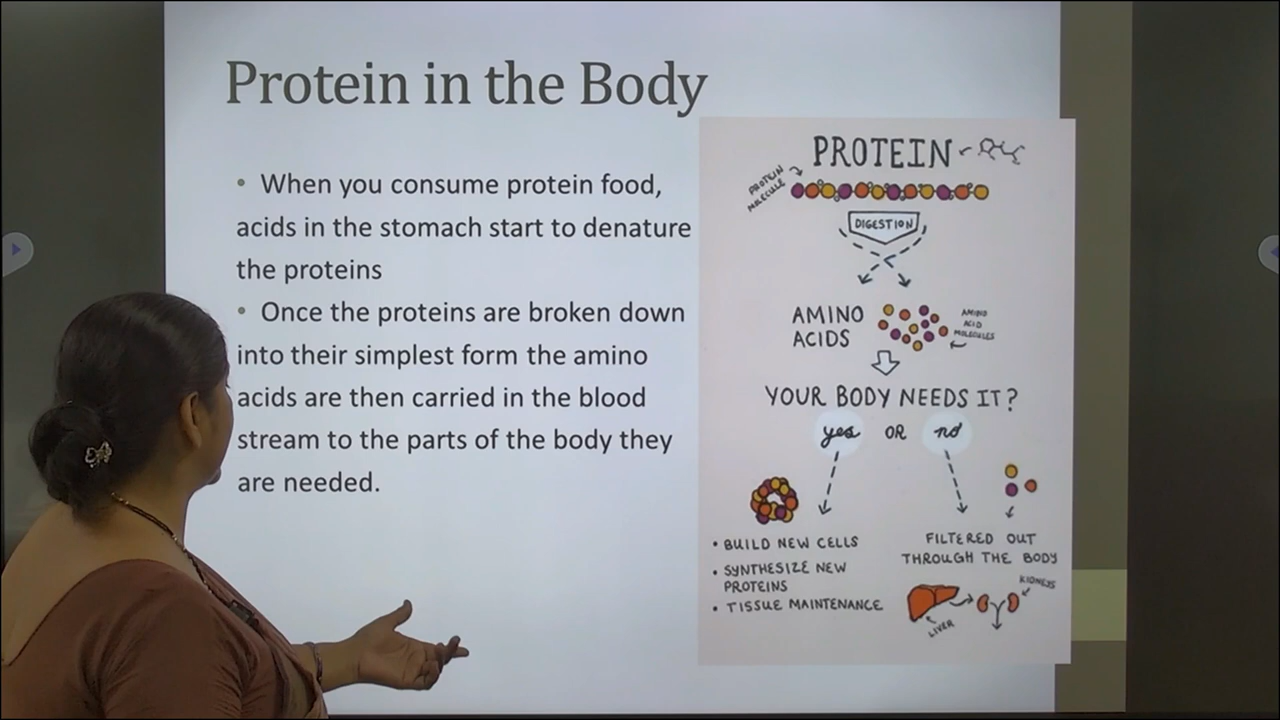 Protein in the Body
• When you consume protein food,
acids in the stomach start to denature
the proteins
• Once the proteins are broken down
into their simplest form the amino
acids are then carried in the blood
stream to the parts of the body they
are needed.
PROTEIN
PROTEIN
MOLECULE
DIGESTION
AMINO
ACIDS
AMINO
ACID
MOLECULES
YOUR BODY NEEDS IT?
yes OR no
• BUILD NEW CELLS
• SYNTHESIZE NEW
PROTEINS
• TISSUE MAINTENANCE
FILTERED OUT
THROUGH THE BODY
LIVER
KIDNEYS